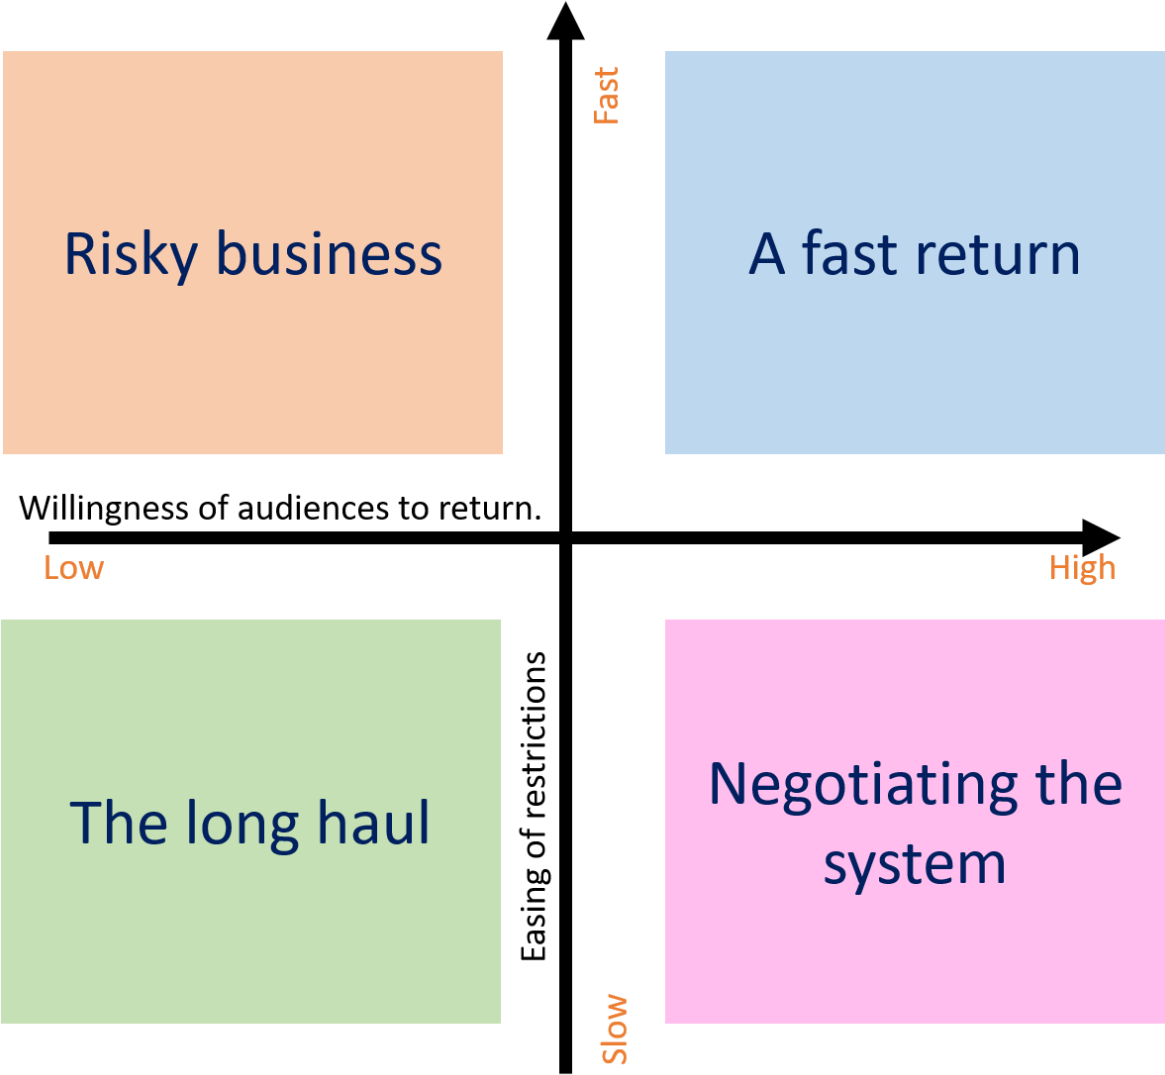 Fast
Risky business
A fast return
Willingness of audiences to return.
Low
High
Easing of restrictions
The long haul
Negotiating the
system
Slow